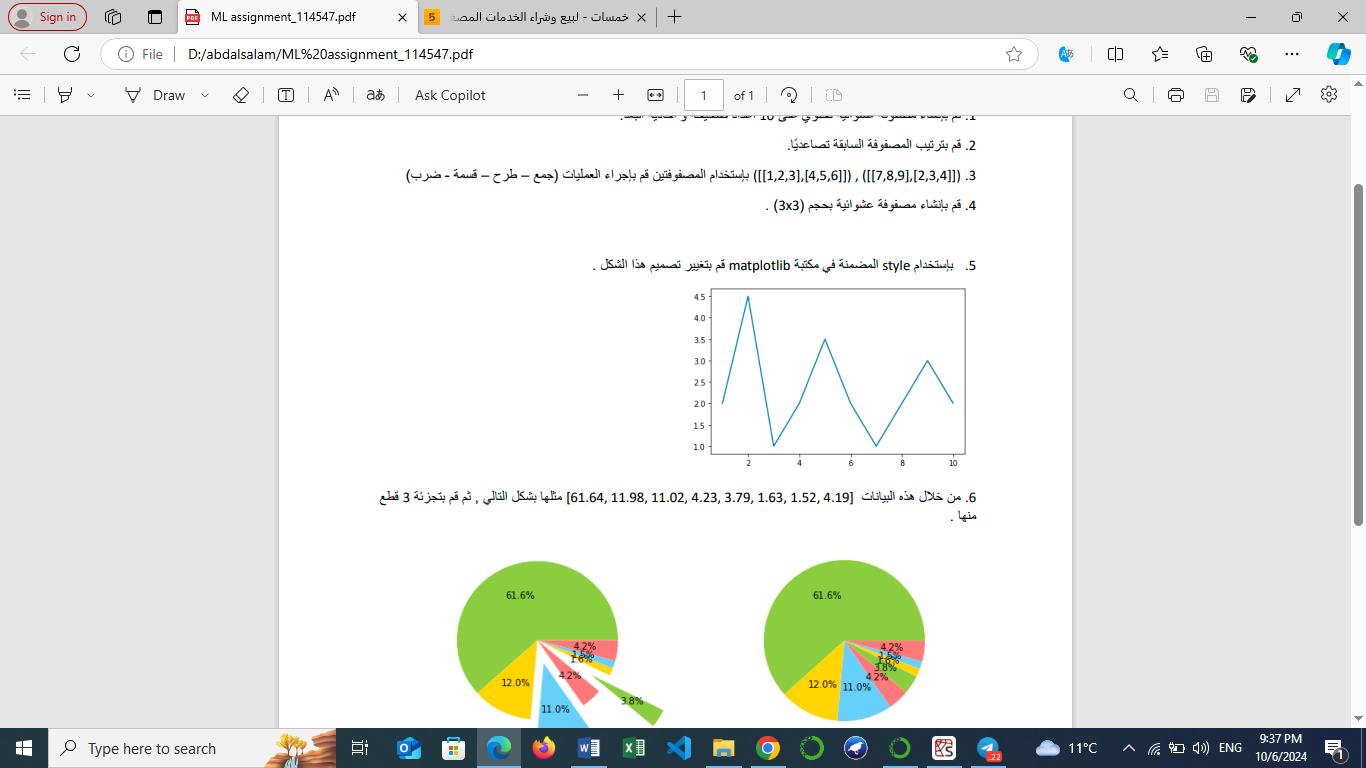 Sign in
ML assignment_114547.pdf
خمسات - لبيع وشراء الخدمات المصغ
File
D:/abdalsalam/ML%20assignment_114547.pdf
Draw
Ask Copilot
1
of 1
2. قم بترتيب المصفوفة السابقة تصاعديًا.
3. ([[7,8,9],[2,3,4]]) , ([[1,2,3],[4,5,6]]) بإستخدام المصفوفتين قم بإجراء العمليات (جمع – طرح – قسمة - ضرب)
4. قم بإنشاء مصفوفة عشوائية بحجم (3x3) .
5. بإستخدام style المضمنة في مكتبة matplotlib قم بتغيير تصميم هذا الشكل .
4.5
4.0
3.5
3.0
2.5
2.0
1.5
1.0
2 4 6 8 10
6. من خلال هذه البيانات [61.64, 11.98, 11.02, 4.23, 3.79, 1.63, 1.52, 4.19] مثلها بشكل التالي , ثم قم بتجزئة 3 قطع
منها .
61.6%
4.2%
1.5%
1.6%
4.2%
3.8%
12.0%
11.0%
61.6%
4.2%
1.5%
1.6%
3.8%
4.2%
12.0%
11.0%
Type here to search
22
11°C
ENG
9:37 PM
10/6/2024
1